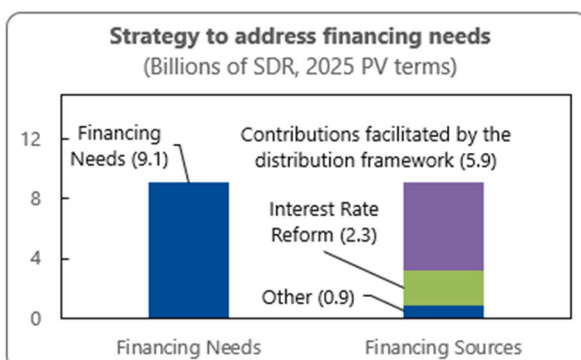 Strategy to address financing needs
(Billions of SDR, 2025 PV terms)
12
8
4
0
Financing
Needs (9.1)
Contributions facilitated by the
distribution framework (5.9)
Interest Rate
Reform (2.3)
Other (0.9)
Financing Needs
Financing Sources